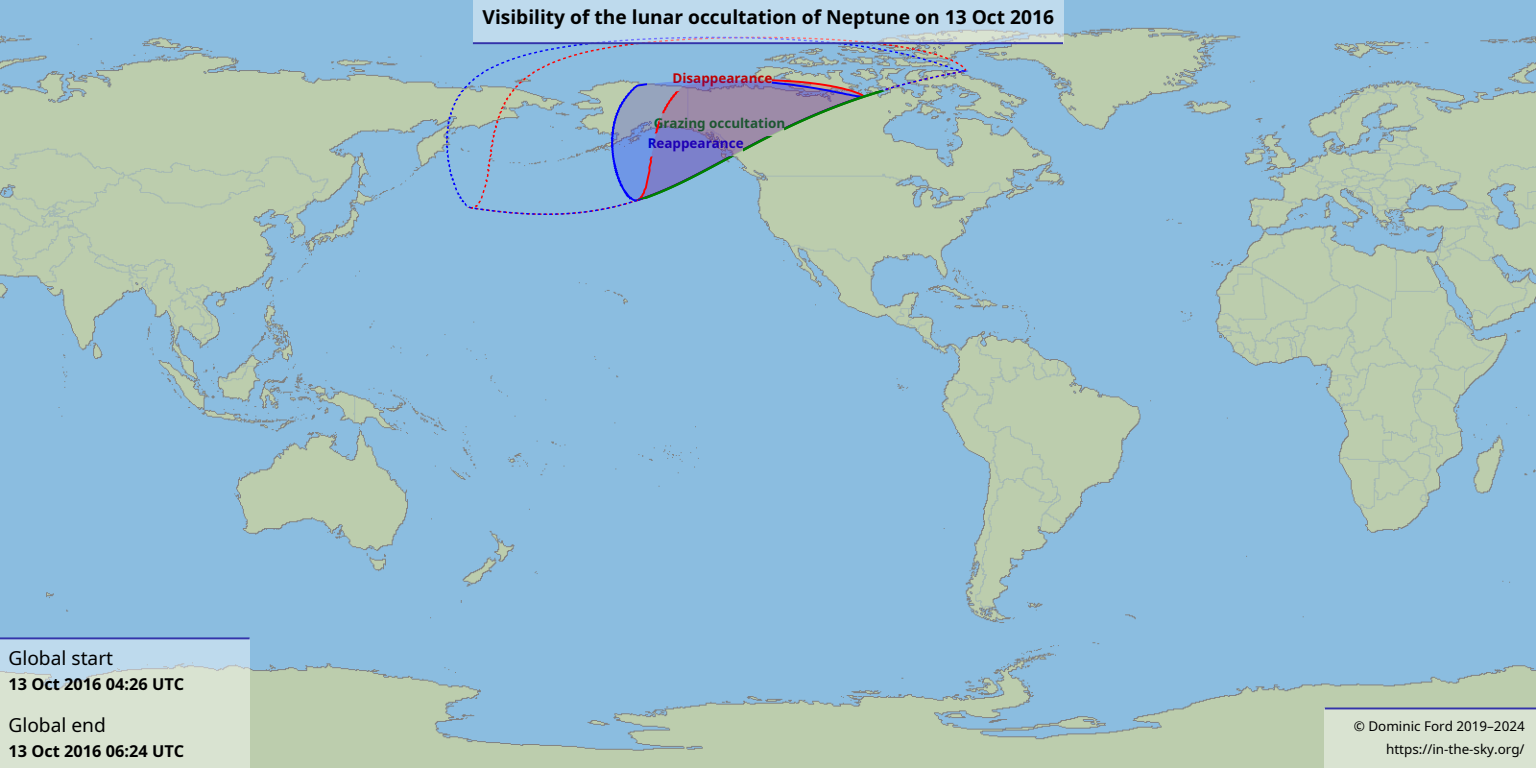 Visibility of the lunar occultation of Neptune on 13 Oct 2016
Disappearance
Grazing occultation
Reappearance
Global start
13 Oct 2016 04:26 UTC
Global end
13 Oct 2016 06:24 UTC
© Dominic Ford 2019–2024
https://in-the-sky.org/